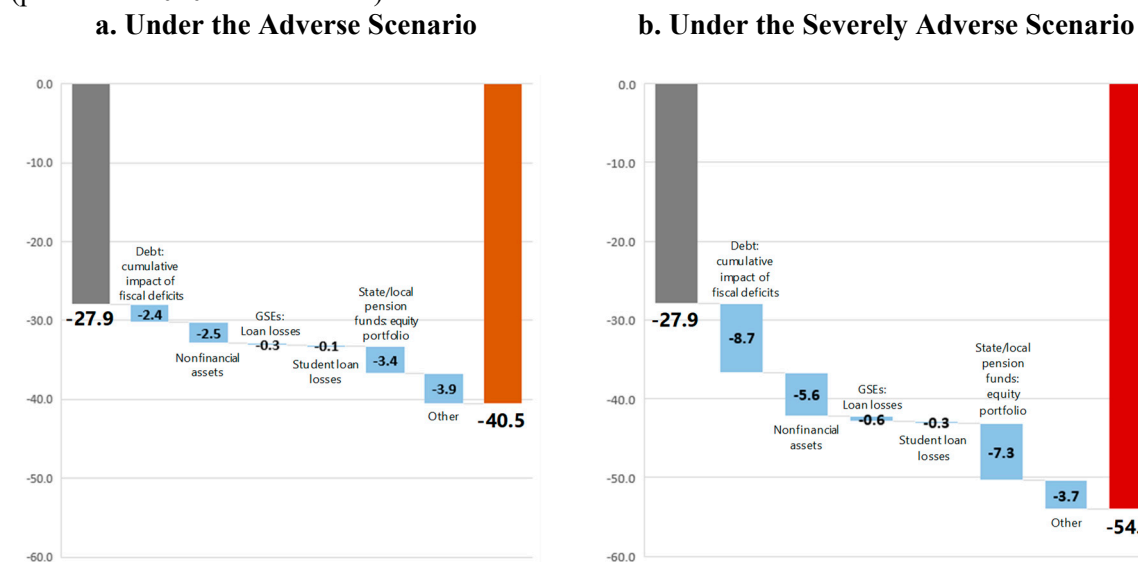 a. Under the Adverse Scenario
0.0
-10.0
-20.0
-30.0
-40.0
-50.0
-60.0
-27.9
Debt:
cumulative
impact of
fiscal deficits
-2.4
-2.5
Nonfinancial
assets
GSEs:
Loan losses
-0.3
-0.1
Student loan
losses
State/local
pension
funds: equity
portfolio
-3.4
-3.9
Other
-40.5
b. Under the Severely Adverse Scenario
0.0
-10.0
-20.0
-30.0
-40.0
-50.0
-60.0
-27.9
Debt:
cumulative
impact of
fiscal deficits
-8.7
-5.6
Nonfinancial
assets
GSEs:
Loan losses
-0.6
-0.3
Student loan
losses
State/local
pension
funds:
equity
portfolio
-7.3
-3.7
Other
-54.